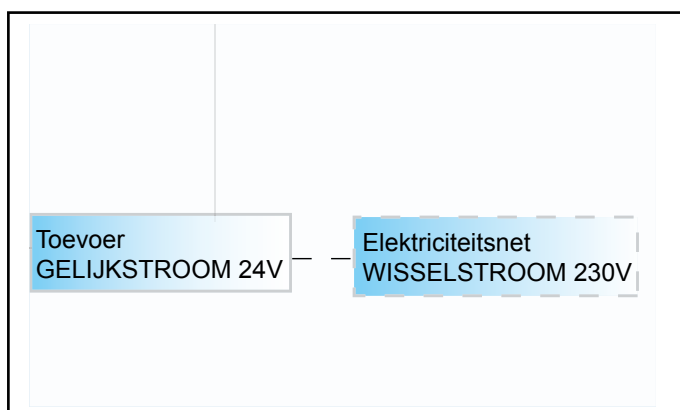 Toevoer
GELIJKSTROOM 24V
Elektriciteitsnet
WISSELSTROOM 230V